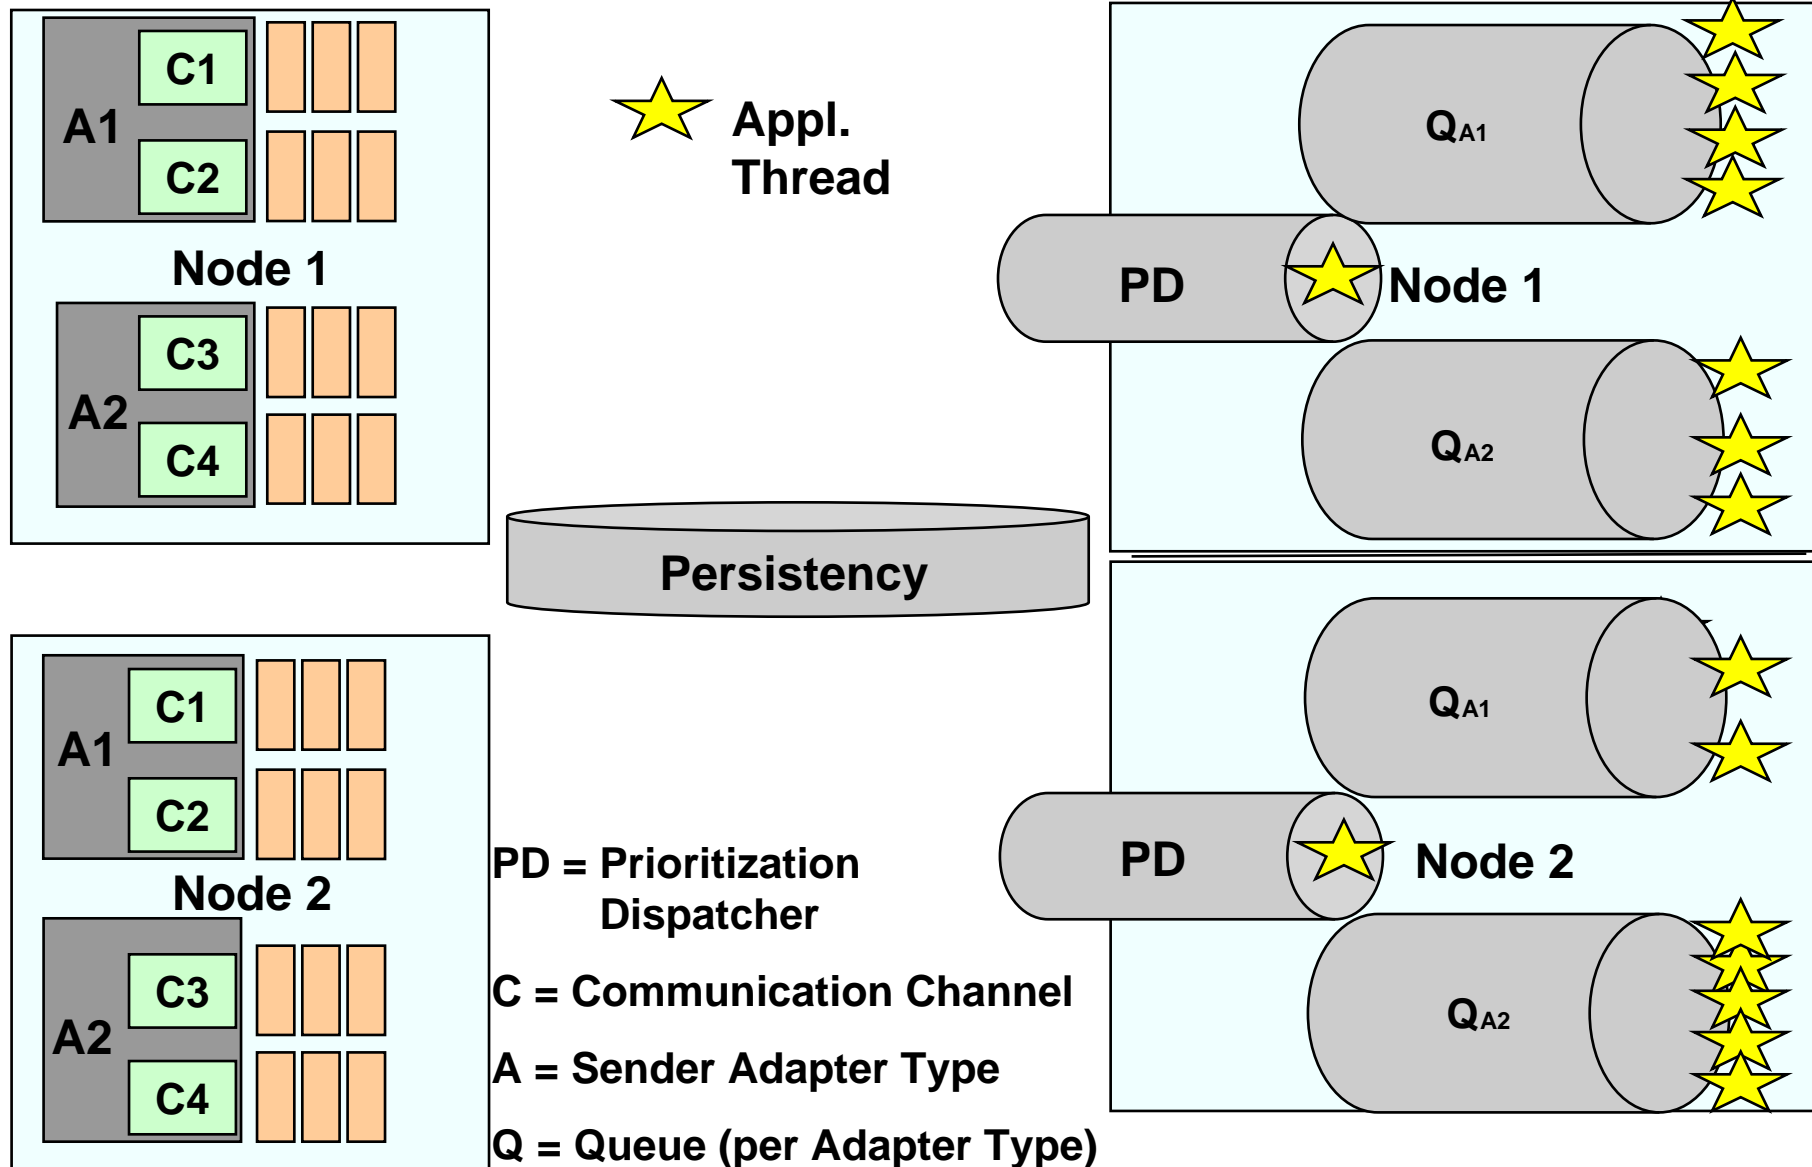 C1
A1
C2
Node 1
C3
A2
C4
Appl.
Thread
QA1
PD
Node 1
QA2
Persistency
C1
A1
C2
Node 2
C3
A2
C4
PD = Prioritization
Dispatcher
C = Communication Channel
A = Sender Adapter Type
Q = Queue (per Adapter Type)
QA1
PD
Node 2
QA2